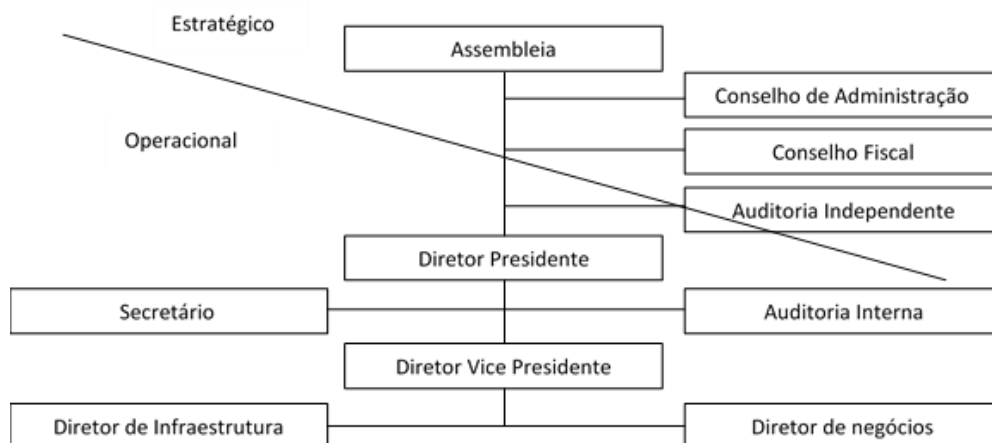 Estratégico
Assembleia
Conselho de Administração
Operacional
Conselho Fiscal
Auditoria Independente
Diretor Presidente
Secretário
Auditoria Interna
Diretor Vice Presidente
Diretor de Infraestrutura
Diretor de negócios